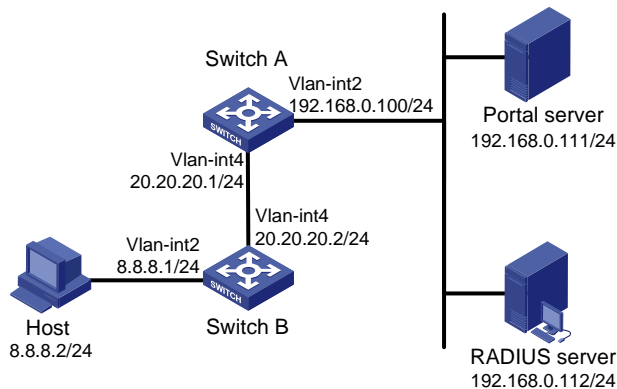 Switch A
Vlan-int2
192.168.0.100/24
SWITCH
Portal server
192.168.0.111/24
Vlan-int4
20.20.20.1/24
Vlan-int4
20.20.20.2/24
Vlan-int2
8.8.8.1/24
SWITCH
Host
8.8.8.2/24
Switch B
RADIUS server
192.168.0.112/24